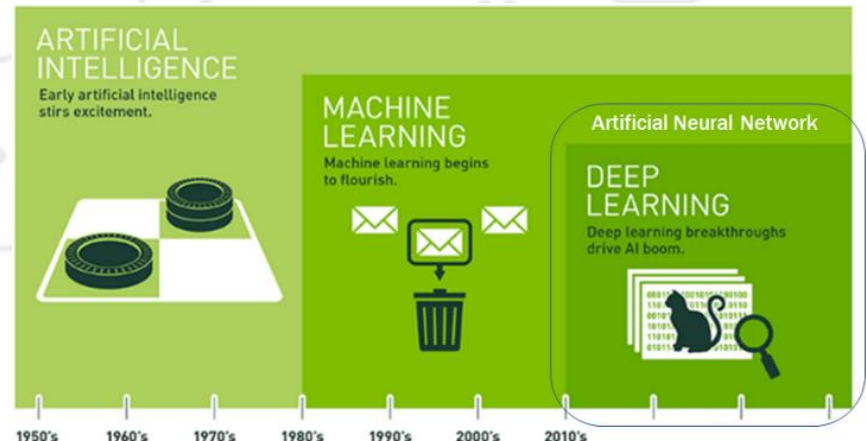 ARTIFICIAL
INTELLIGENCE
Early artificial intelligence
stirs excitement.
MACHINE
LEARNING
Machine learning begins
to flourish.
Artificial Neural Network
DEEP
LEARNING
Deep learning breakthroughs
drive AI boom.
1950's 1960's 1970's 1980's 1990's 2000's 2010's